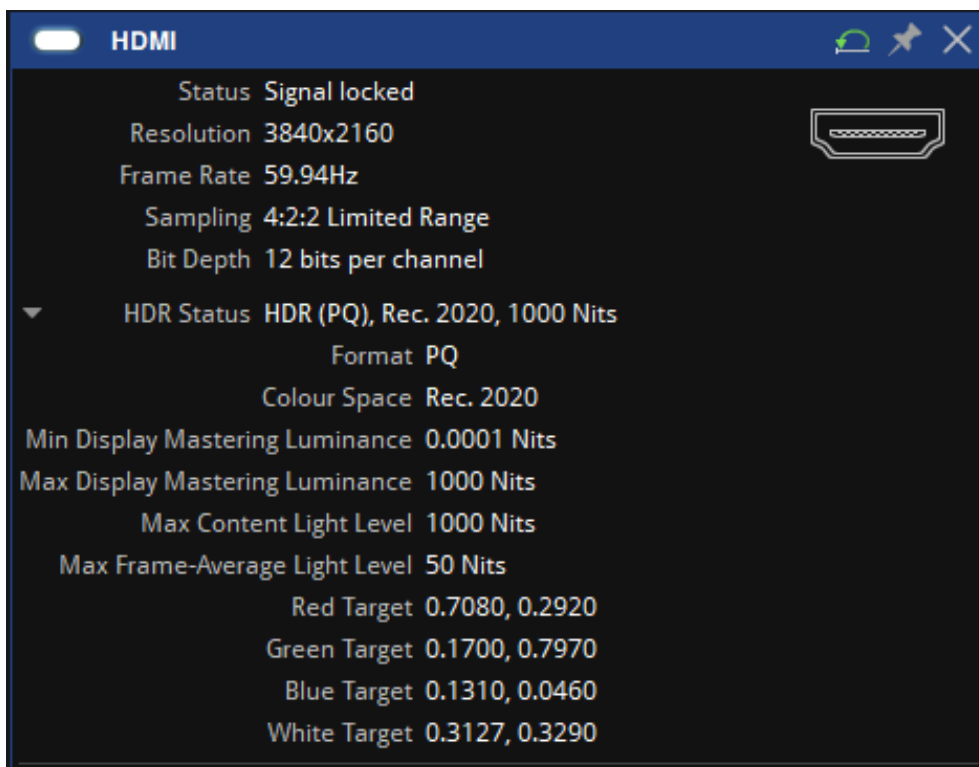 HDMI
Status Signal locked
Resolution 3840x2160
Frame Rate 59.94Hz
Sampling 4:2:2 Limited Range
Bit Depth 12 bits per channel
HDR Status HDR (PQ), Rec. 2020, 1000 Nits
Format PQ
Colour Space Rec. 2020
Min Display Mastering Luminance 0.0001 Nits
Max Display Mastering Luminance 1000 Nits
Max Content Light Level 1000 Nits
Max Frame-Average Light Level 50 Nits
Red Target 0.7080, 0.2920
Green Target 0.1700, 0.7970
Blue Target 0.1310, 0.0460
White Target 0.3127, 0.3290